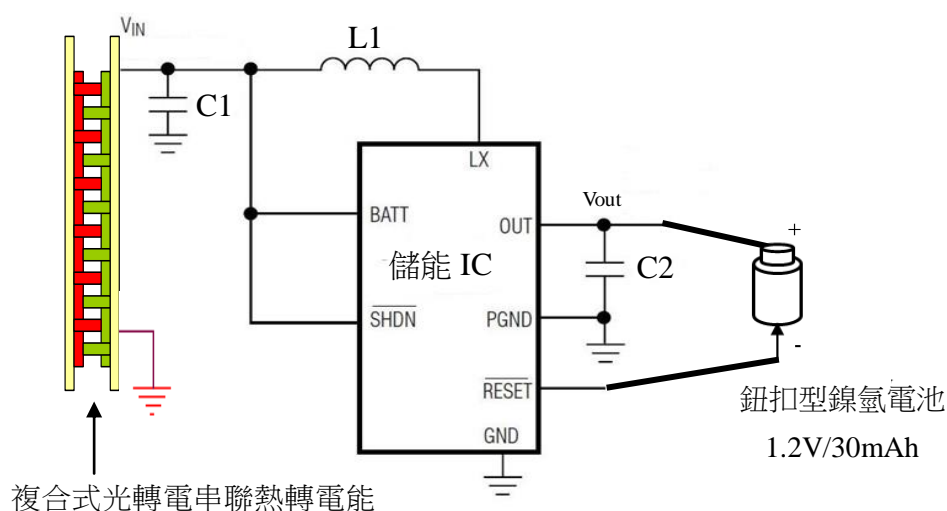 VIN
L1
C1
LX
BATT
OUT
Vout
+
儲能 IC
C2
SHDN
PGND
-
RESET
鈕扣型鎳氫電池
GND
1.2V/30mAh
複合式光轉電串聯熱轉電能